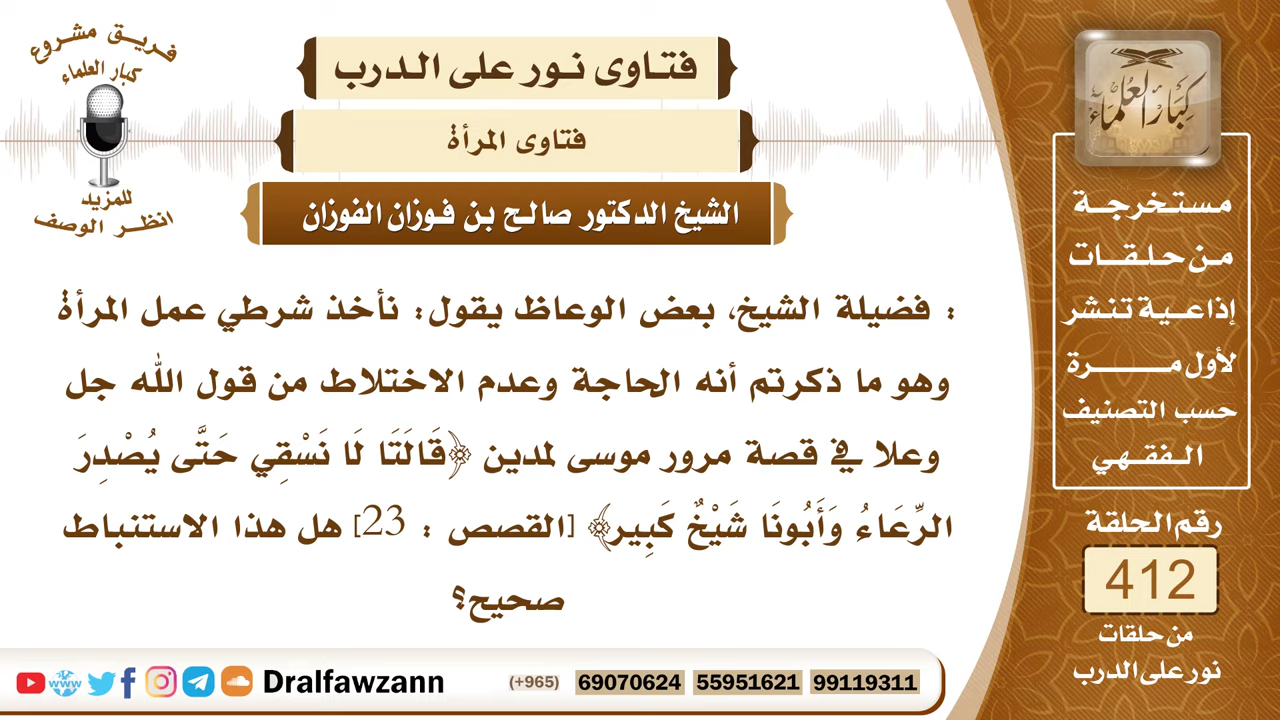 فريق مشروع
كبار العلماء
للمزيد
انظر الوصف
فتاوى نور على الدرب
فتاوى المرأة
الشيخ الدكتور صالح بن فوزان الفوزان
: فضيلة الشيخ، بعض الوعاظ يقول: نأخذ شرطي عمل المرأة
وهو ما ذكرتم أنه الحاجة وعدم الاختلاط من قول الله جل
وعلا في قصة مرور موسى لمدين ﴿قَالَتَا لَا نَسْقِي حَتَّى يُصْدِرَ
الرِّعَاءُ وَأَبُونَا شَيْخٌ كَبِير﴾ [القصص : 23] هل هذا الاستنباط
صحيح؟
كِبَارُ العُلَمَاء
مستخرجة
من حلقات
إذاعية تنشر
لأول مرة
حسب التصنيف
الفقهي
رقم الحلقة
412
من حلقات
نور على الدرب
www Dralfawzann (+965) 69070624 55951621 99119311